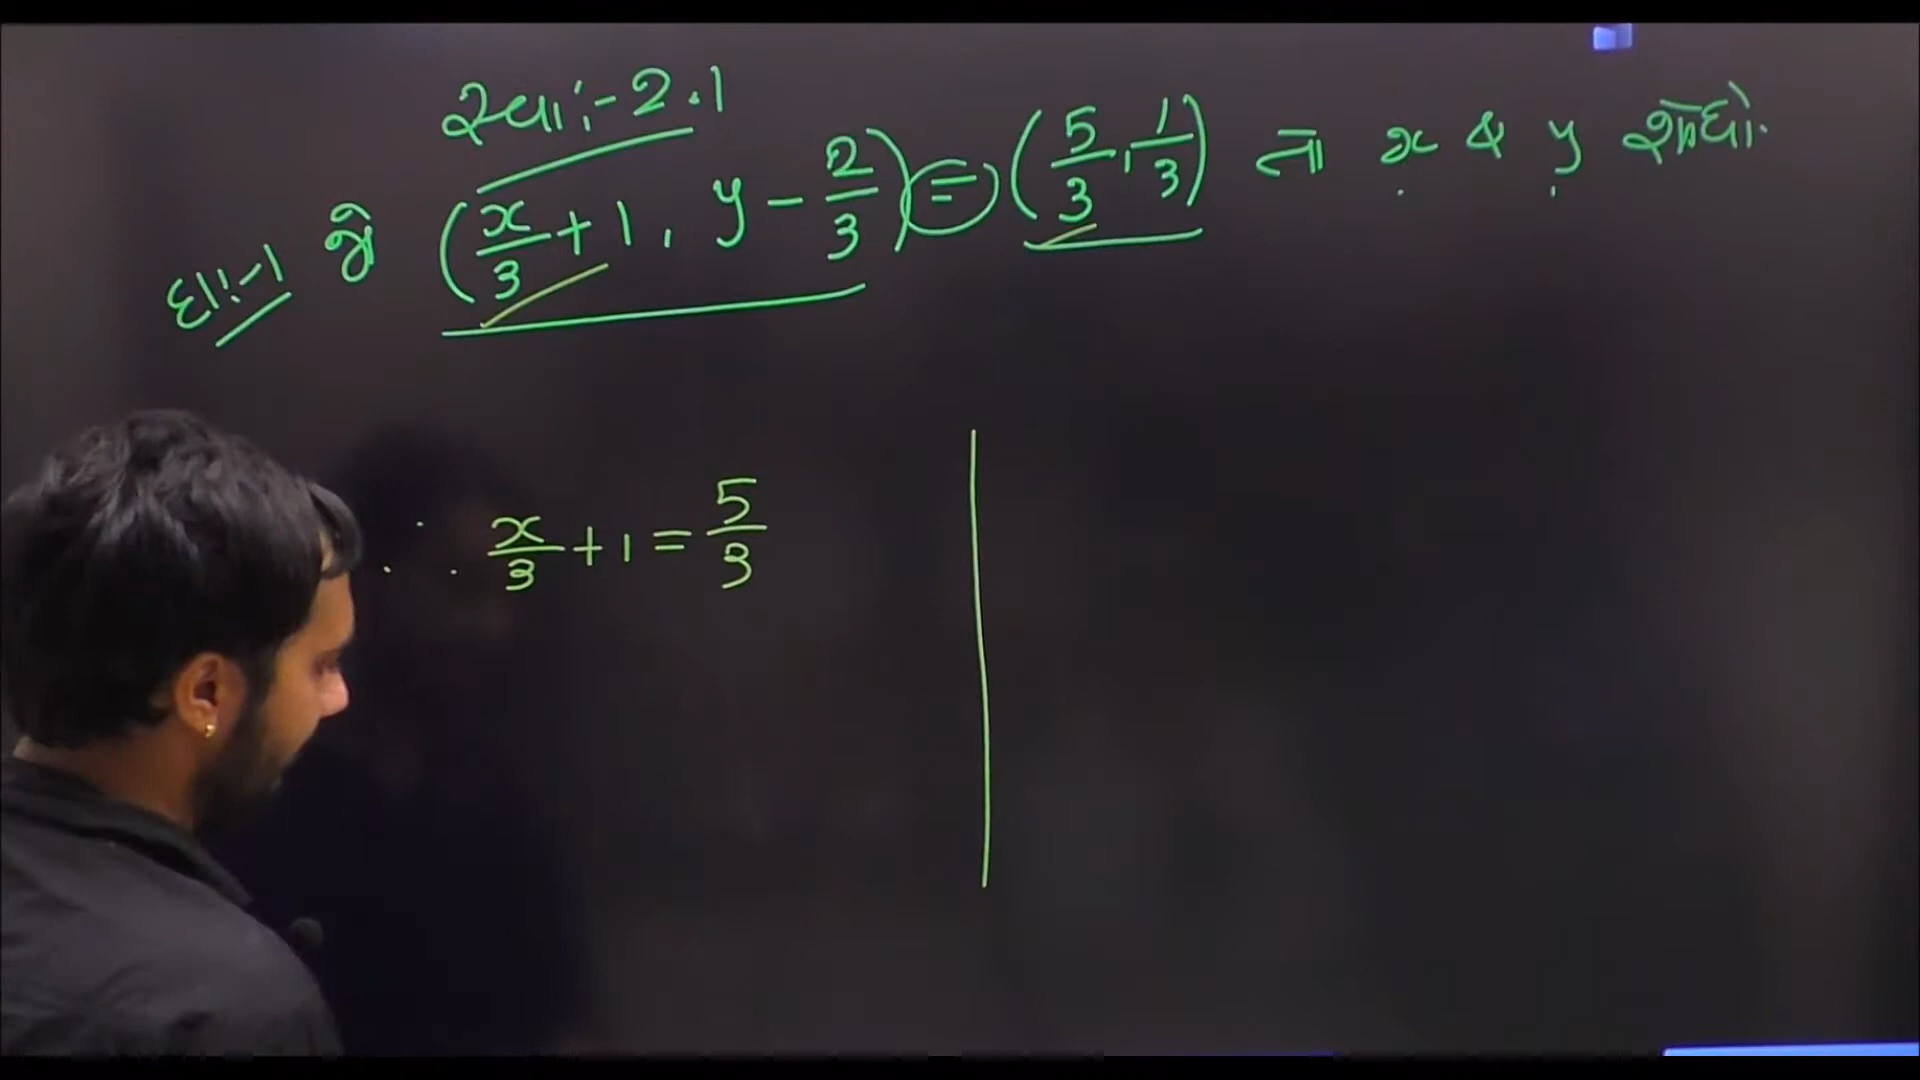 સ્વા:-2.1
દા:-1 જો (x/3 + 1, y - 2/3) = (5/3, 1/3) તો x & y શોધો.
∴ x/3 + 1 = 5/3